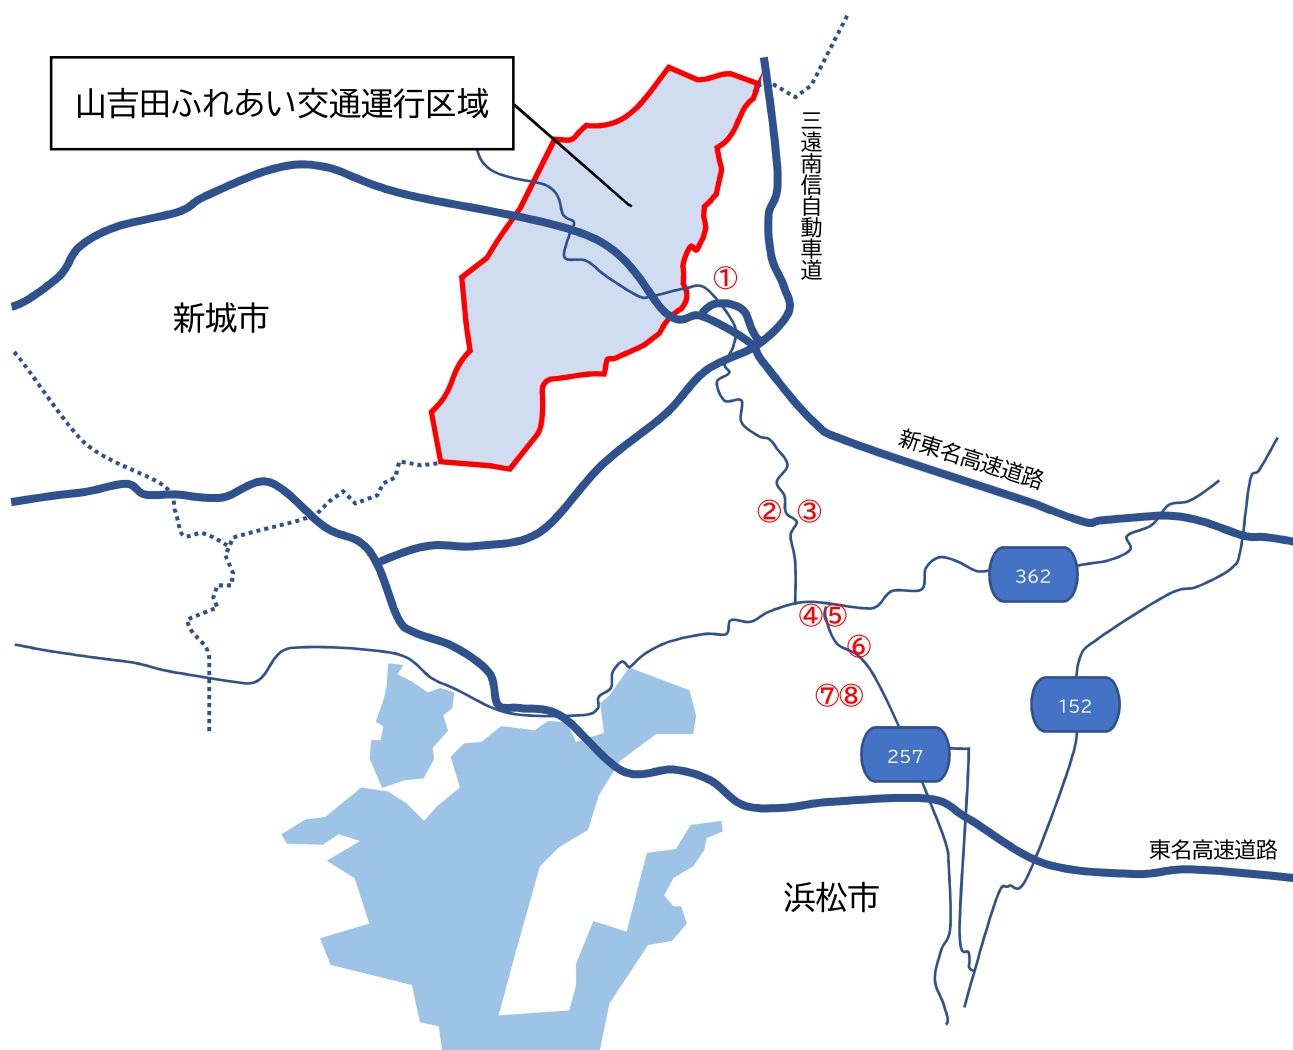 山吉田ふれあい交通運行区域
三遠南信自動車道
①
新城市
新東名高速道路
② ③
362
④⑤
⑥
⑦⑧
152
257
東名高速道路
浜松市